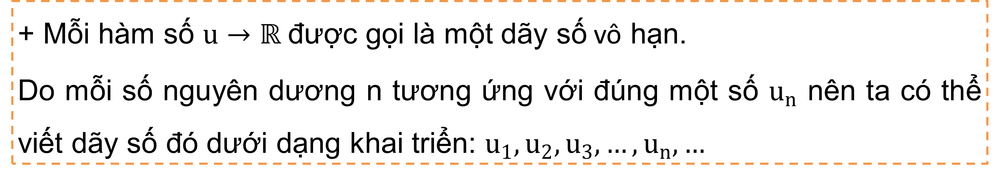 + Mỗi hàm số u → ℝ được gọi là một dãy số vô hạn.
Do mỗi số nguyên dương n tương ứng với đúng một số uₙ nên ta có thể
viết dãy số đó dưới dạng khai triển: u₁, u₂, u₃, … , uₙ, …